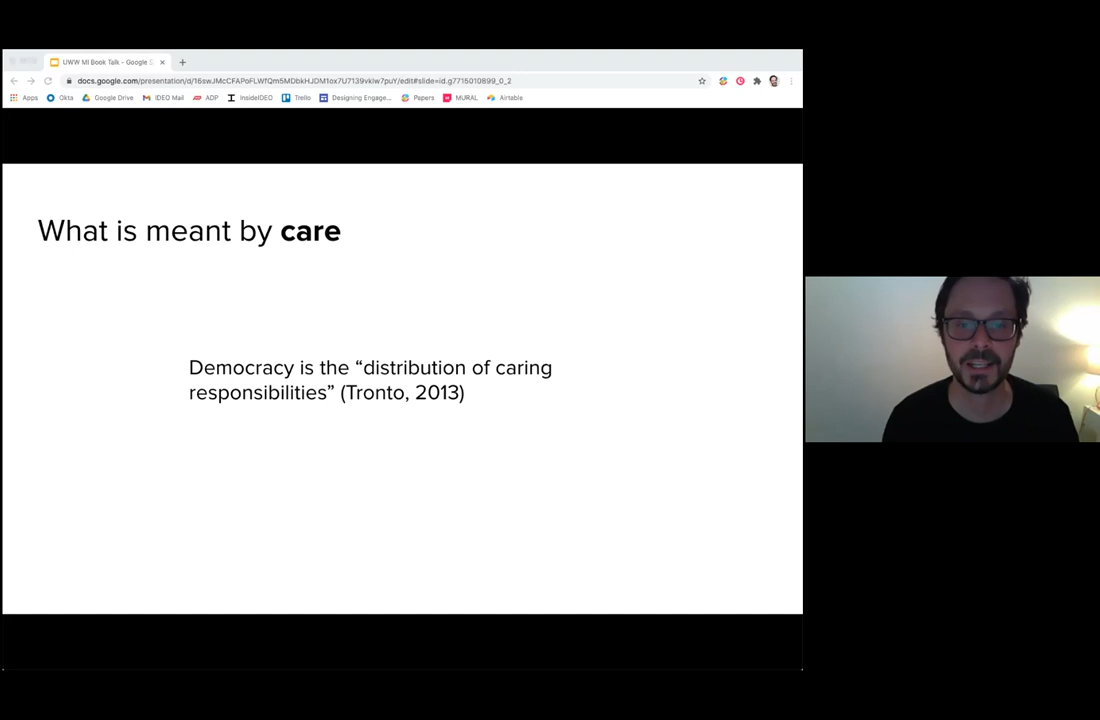 UWW MI Book Talk - Google S
docs.google.com/presentation/d/16swJMcCFAPoFLWfQm5MDbkHJDM1ox7U7139vklw7puY/edit#slide=id.g7715010899_0_2
Apps Okta Google Drive IDEO Mail ADP InsideIDEO Trello Designing Engage... Papers MURAL Airtable
What is meant by care
Democracy is the “distribution of caring
responsibilities” (Tronto, 2013)